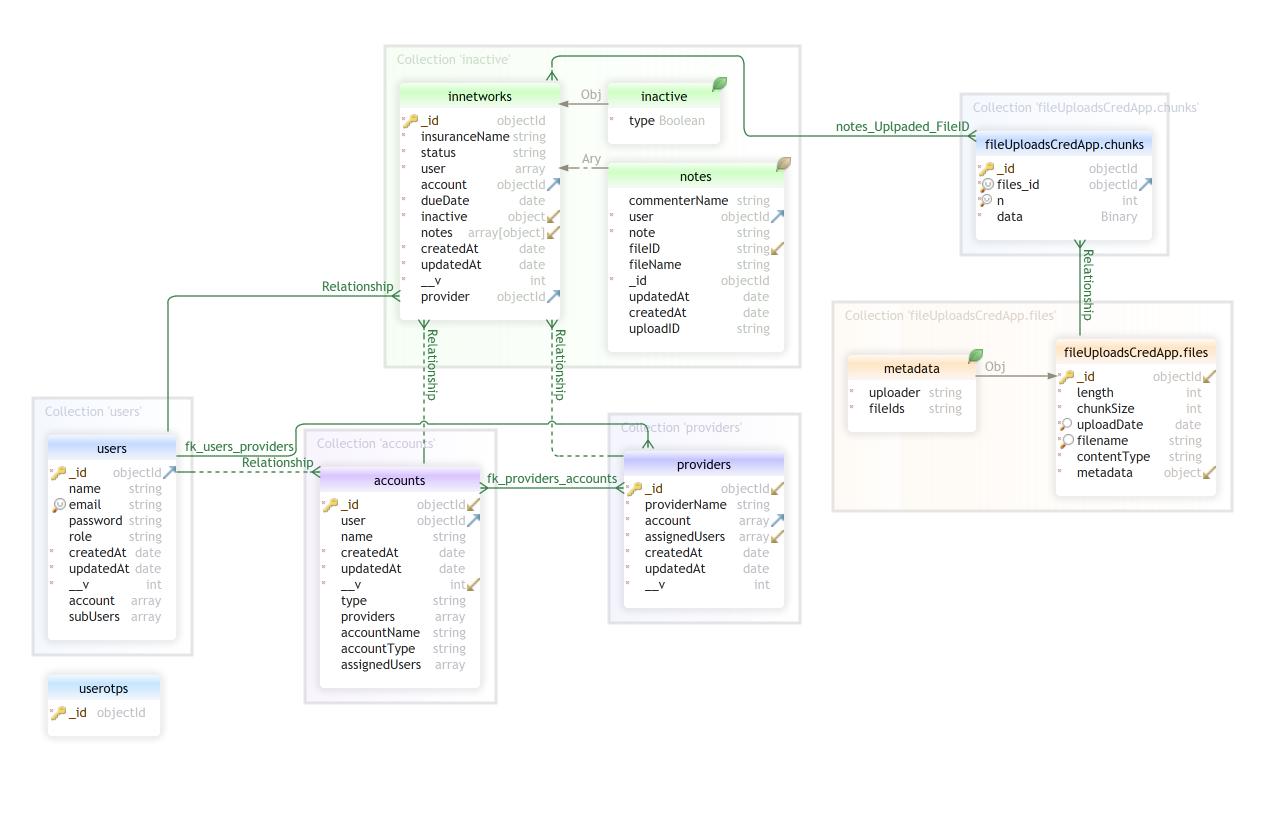 Collection 'inactive'
innetworks
_id objectId
insuranceName string
status string
user array
account objectId
dueDate date
inactive object
notes array[object]
createdAt date
updatedAt date
__v int
provider objectId
Obj
inactive
type Boolean
Ary
notes
commenterName string
user objectId
note string
fileID string
fileName string
_id objectId
updatedAt date
createdAt date
uploadID string
notes_Uplpaded_FileID
Collection 'fileUploadsCredApp.chunks'
fileUploadsCredApp.chunks
_id objectId
files_id objectId
n int
data Binary
Relationship
Collection 'fileUploadsCredApp.files'
metadata
uploader string
fileIds string
Obj
fileUploadsCredApp.files
_id objectId
length int
chunkSize int
uploadDate date
filename string
contentType string
metadata object
Relationship
Relationship
Relationship
Collection 'users'
users
_id objectId
name string
email string
password string
role string
createdAt date
updatedAt date
__v int
account array
subUsers array
fk_users_providers
Relationship
Collection 'accounts'
accounts
_id objectId
user objectId
name string
createdAt date
updatedAt date
__v int
type string
providers array
accountName string
accountType string
assignedUsers array
fk_providers_accounts
Collection 'providers'
providers
_id objectId
providerName string
account array
assignedUsers array
createdAt date
updatedAt date
__v int
userotps
_id objectId